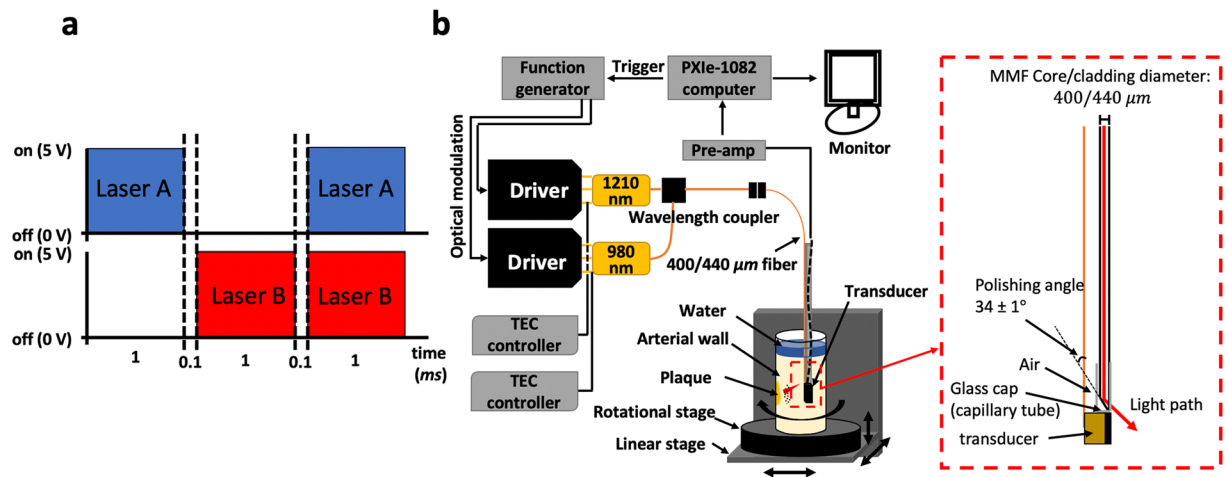 a
on (5 V)
Laser A
Laser A
off (0 V)
on (5 V)
Laser B
Laser B
off (0 V)
1
0.1
1
0.1
1
time
(ms)
b
Function
generator
Trigger
PXIe-1082
computer
Monitor
Pre-amp
Optical modulation
Driver
1210
nm
Wavelength coupler
Driver
980
nm
400/440 μm fiber
TEC
controller
TEC
controller
Transducer
Water
Arterial wall
Plaque
Rotational stage
Linear stage
MMF Core/cladding diameter:
400/440 μm
Polishing angle
34 ± 1°
Air
Glass cap
(capillary tube)
Light path
transducer